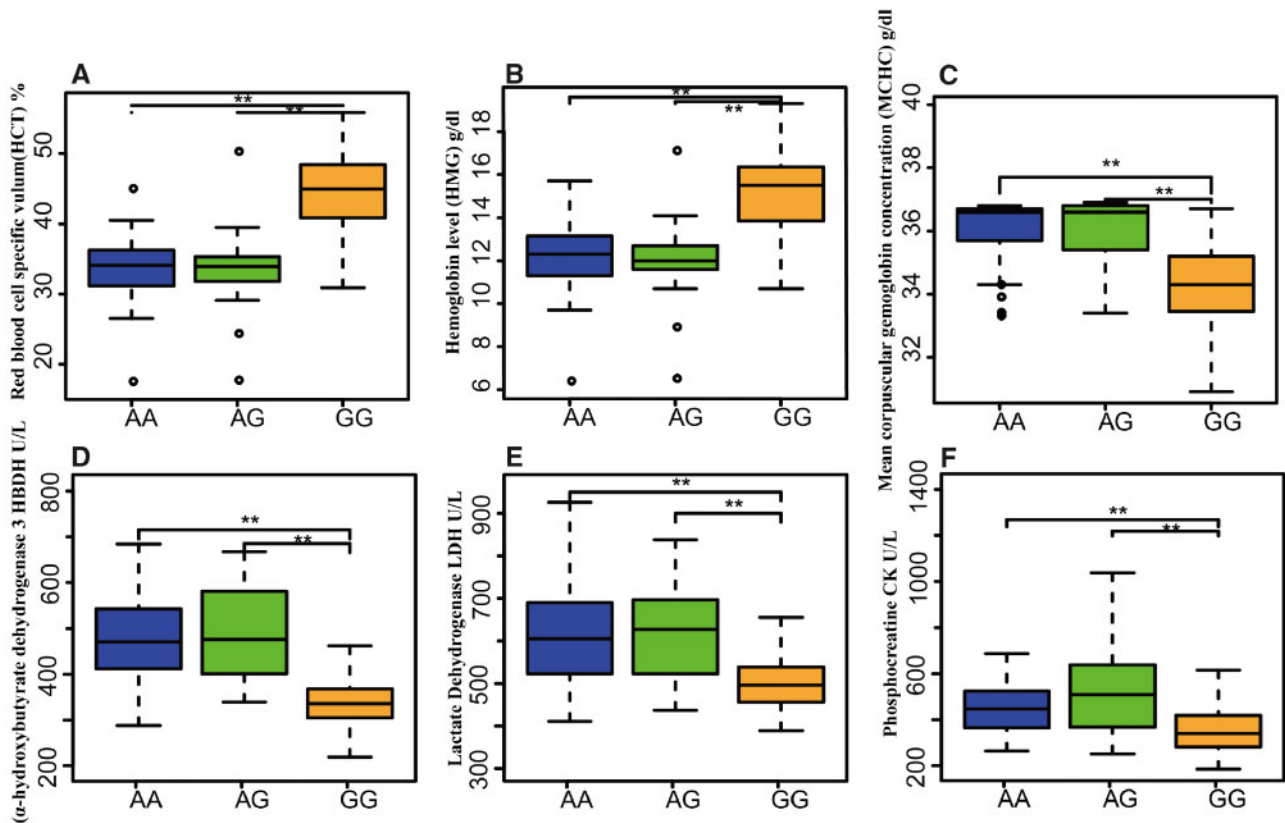 A
Red blood cell specific vulum(HCT) %
50
40
30
20
**
**
AA
AG
GG
B
Hemoglobin level (HMG) g/dl
18
16
14
12
10
8
6
**
**
AA
AG
GG
C
Mean corpuscular gemoglobin concentration (MCHC) g/dl
40
38
36
34
32
**
**
AA
AG
GG
D
(α-hydroxybutyrate dehydrogenase 3 HBDH U/L
800
600
400
200
**
**
AA
AG
GG
E
Lactate Dehydrogenase LDH U/L
900
700
500
300
**
**
AA
AG
GG
F
Phosphocreatine CK U/L
1400
1000
600
200
**
**
AA
AG
GG